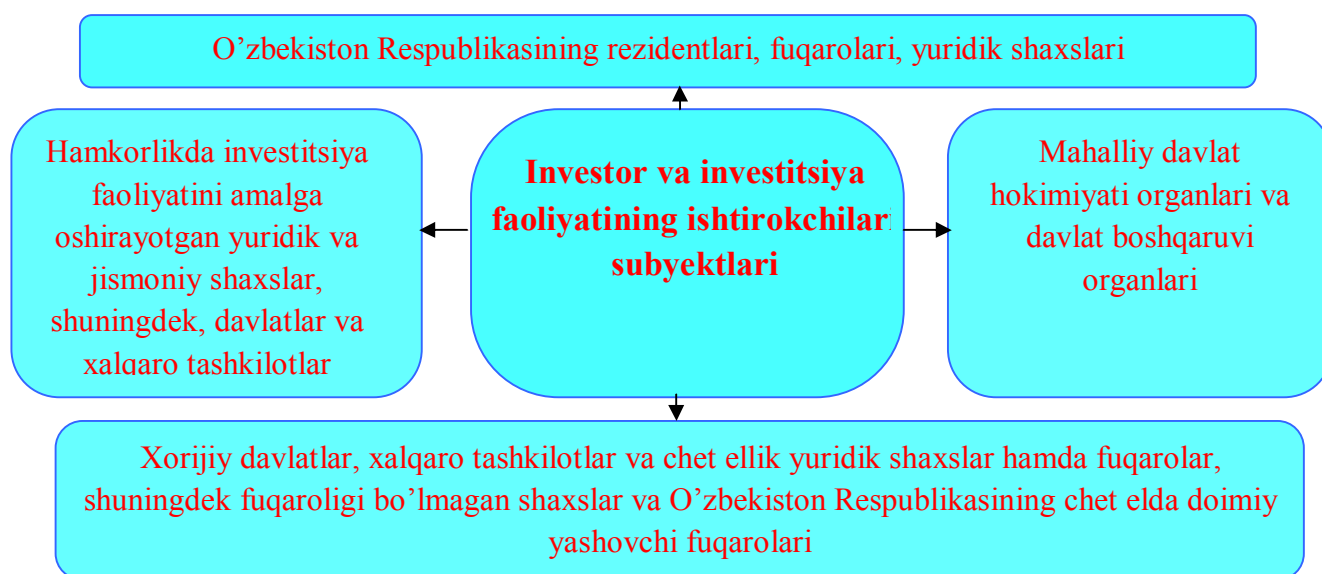 O’zbekiston Respublikasining rezidentlari, fuqarolari, yuridik shaxslari
Hamkorlikda investitsiya
faoliyatini amalga
oshirayotgan yuridik va
jismoniy shaxslar,
shuningdek, davlatlar va
xalqaro tashkilotlar
Investor va investitsiya
faoliyatining ishtirokchilari
subyektlari
Mahalliy davlat
hokimiyati organlari va
davlat boshqaruvi
organlari
Xorijiy davlatlar, xalqaro tashkilotlar va chet ellik yuridik shaxslar hamda fuqarolar,
shuningdek fuqaroligi bo’lmagan shaxslar va O’zbekiston Respublikasining chet elda doimiy
yashovchi fuqarolari